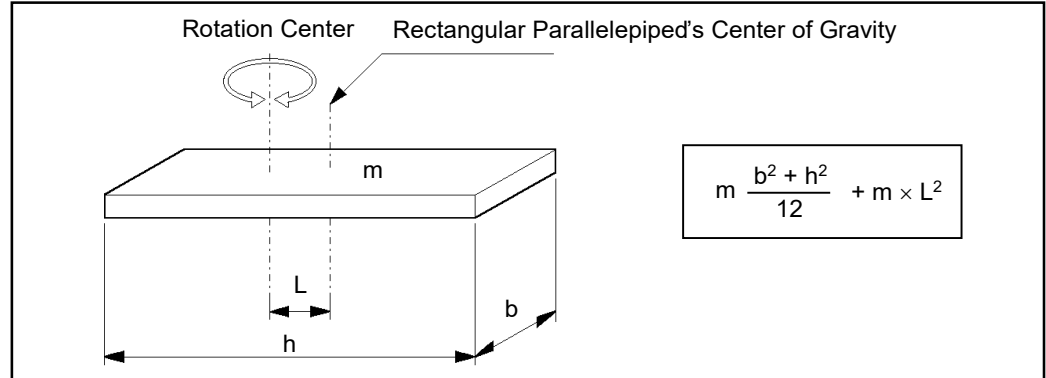 Rotation Center Rectangular Parallelepiped’s Center of Gravity
m
m b² + h² / 12 + m × L²
L
b
h